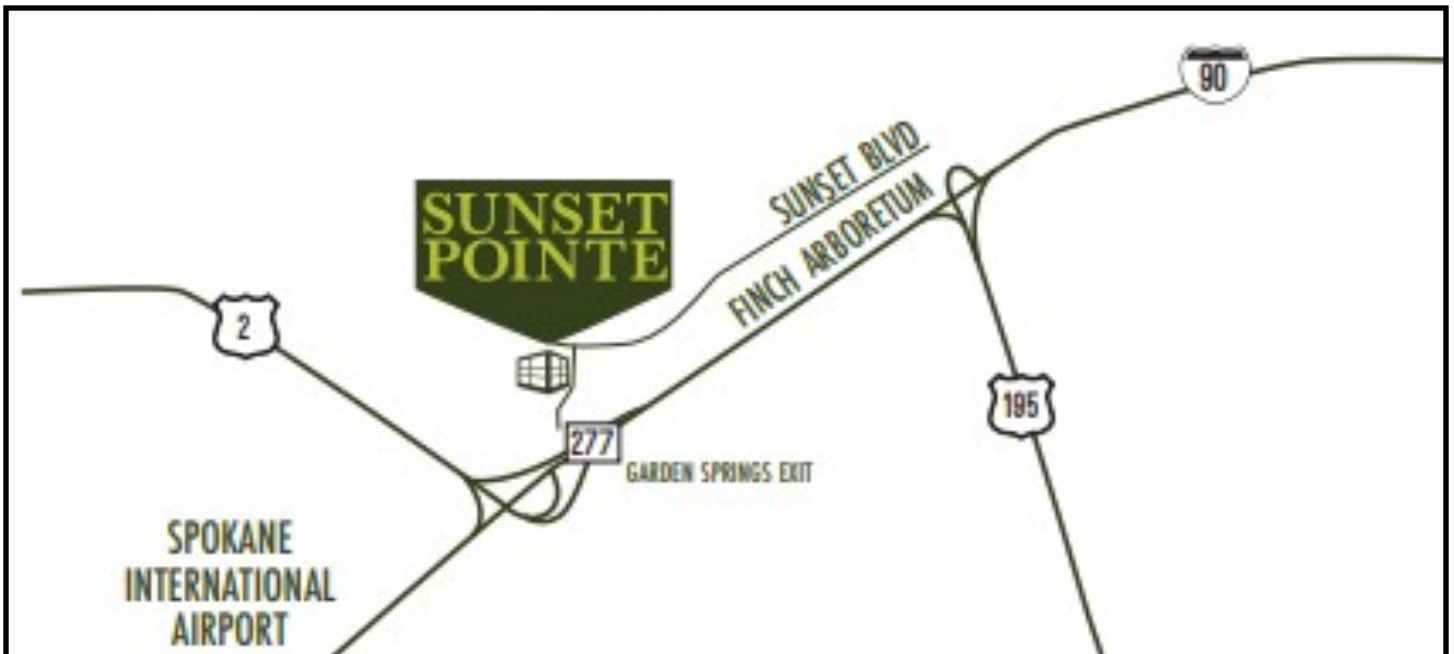 90
SUNSET BLVD.
FINCH ARBORETUM
SUNSET
POINTE
2
195
277
GARDEN SPRINGS EXIT
SPOKANE
INTERNATIONAL
AIRPORT